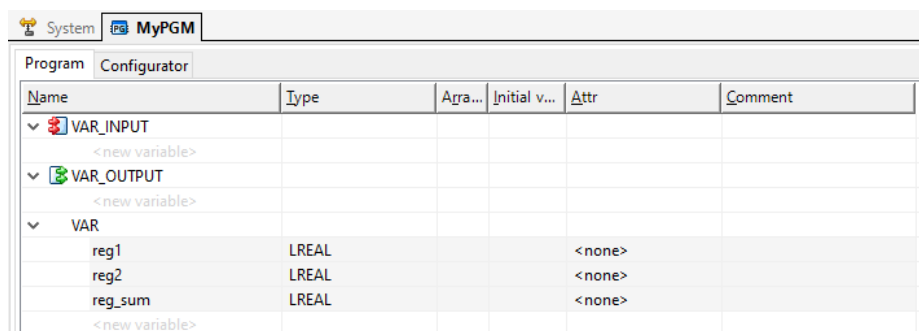 System MyPGM
Program Configurator
Name Type Arra... Initial v... Attr Comment
VAR_INPUT
<new variable>
VAR_OUTPUT
<new variable>
VAR
reg1 LREAL <none>
reg2 LREAL <none>
reg_sum LREAL <none>
<new variable>